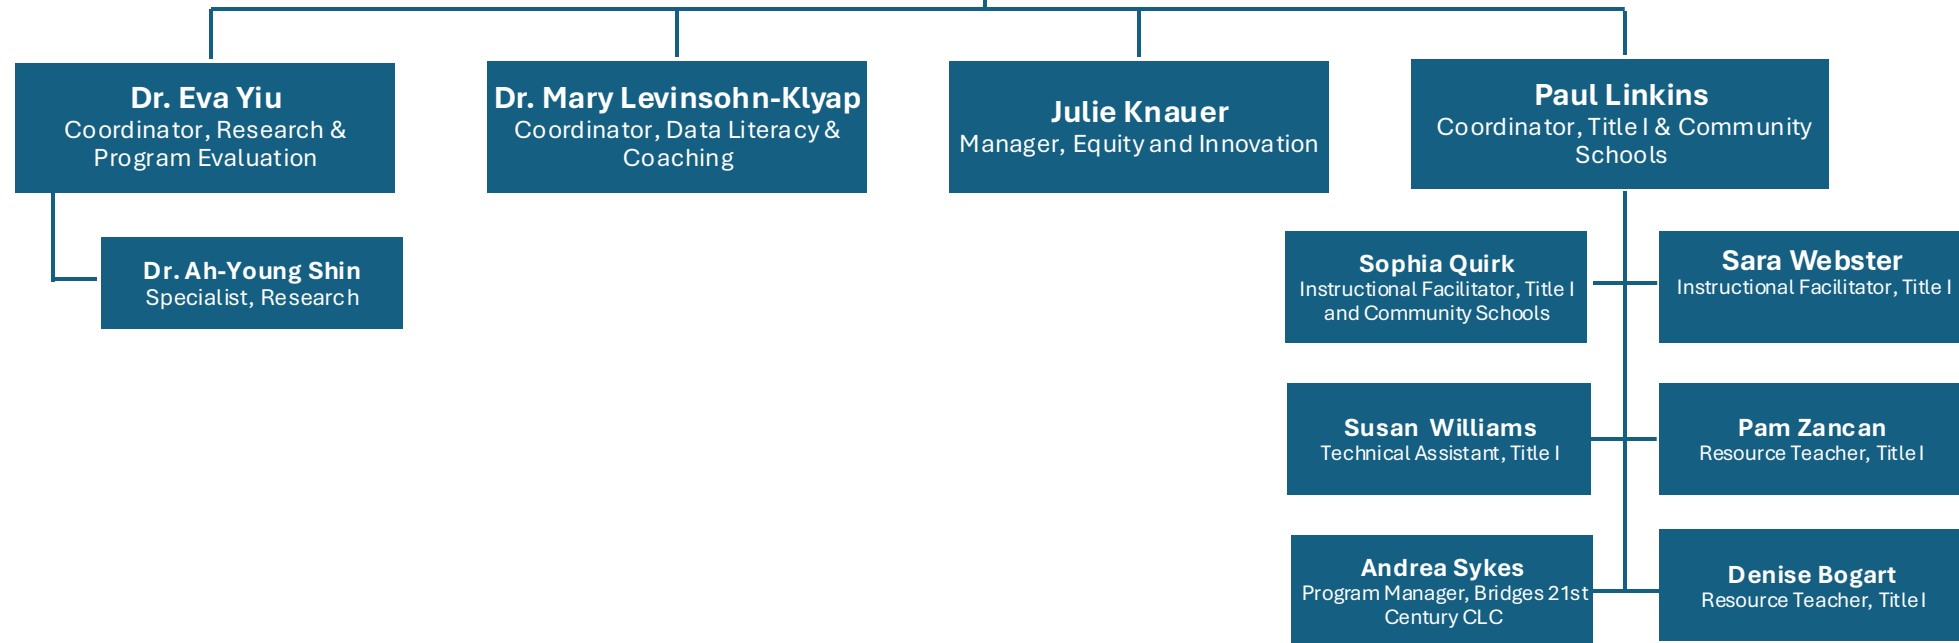 Dr. Eva Yiu
Coordinator, Research &
Program Evaluation
Dr. Mary Levinsohn-Klyap
Coordinator, Data Literacy &
Coaching
Julie Knauer
Manager, Equity and Innovation
Paul Linkins
Coordinator, Title I & Community
Schools
Dr. Ah-Young Shin
Specialist, Research
Sophia Quirk
Instructional Facilitator, Title I
and Community Schools
Sara Webster
Instructional Facilitator, Title I
Susan Williams
Technical Assistant, Title I
Pam Zancan
Resource Teacher, Title I
Andrea Sykes
Program Manager, Bridges 21st
Century CLC
Denise Bogart
Resource Teacher, Title I